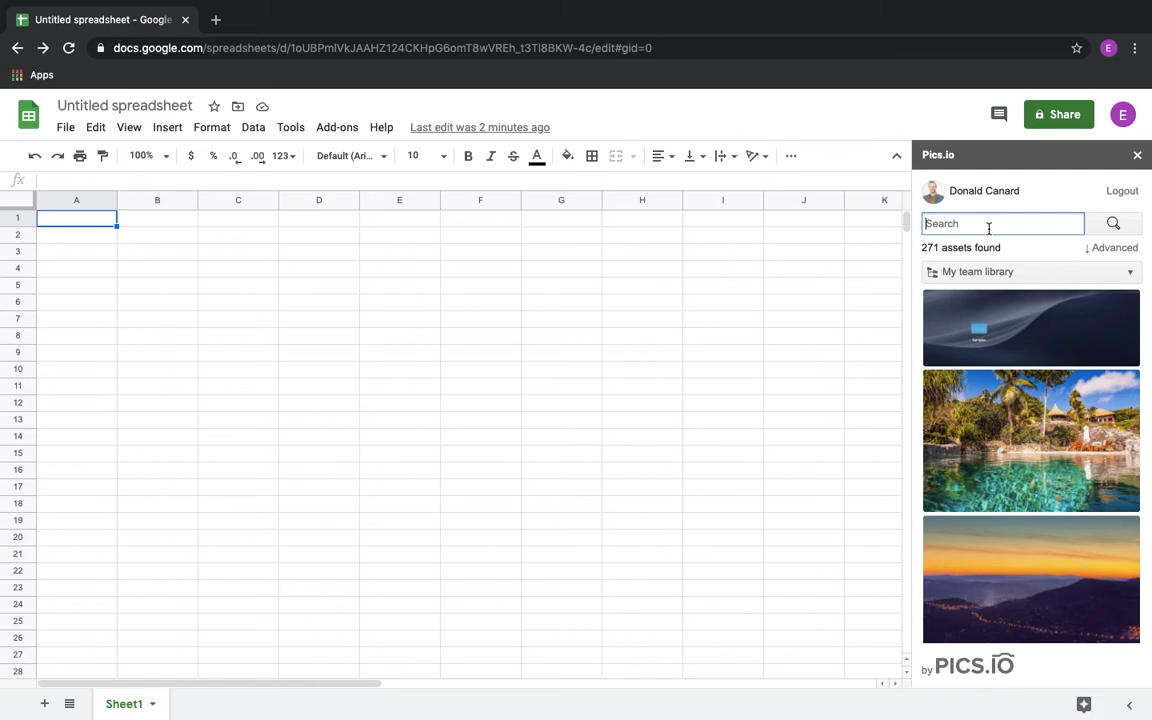 Untitled spreadsheet - Google
docs.google.com/spreadsheets/d/1oUBPmIVkJAAHZ124CKHpG6omT8wVREh_t3Tl8BKW-4c/edit#gid=0
E
Apps
Untitled spreadsheet
File Edit View Insert Format Data Tools Add-ons Help Last edit was 2 minutes ago
Share
E
100% $ % .0 .00 123 Default (Ari... 10 B I S A
fx
Pics.io
Donald Canard Logout
Search
271 assets found ↓ Advanced
My team library
A B C D E F G H I J K
1
2
3
4
5
6
7
8
9
10
11
12
13
14
15
16
17
18
19
20
21
22
23
24
25
26
27
28
by PICS.IO
Sheet1